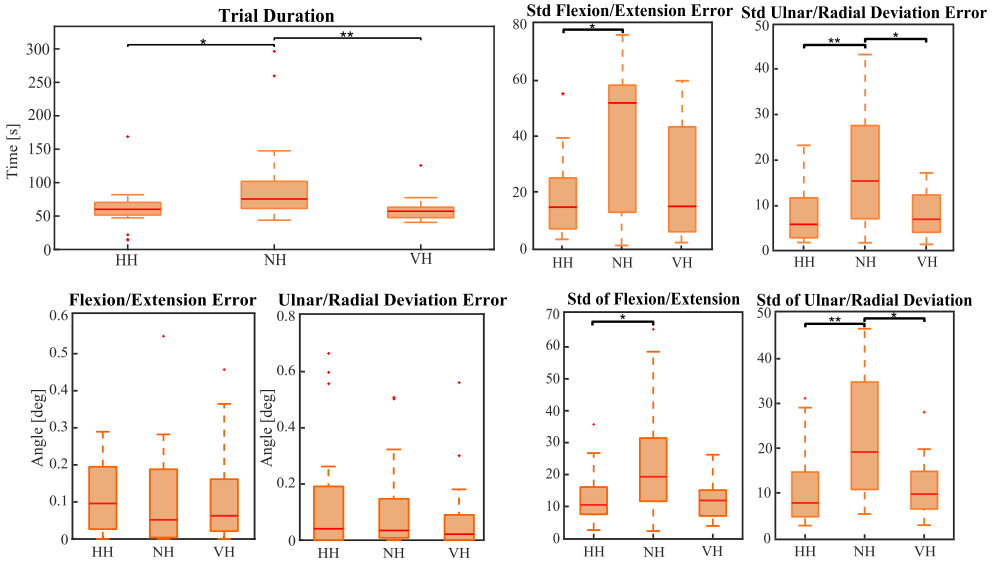 Trial Duration
Time [s]
300
250
200
150
100
50
0
*
**
HH
NH
VH
Std Flexion/Extension Error
80
60
40
20
0
*
HH
NH
VH
Std Ulnar/Radial Deviation Error
50
40
30
20
10
0
**
*
HH
NH
VH
Flexion/Extension Error
Angle [deg]
0.6
0.5
0.4
0.3
0.2
0.1
0
HH
NH
VH
Ulnar/Radial Deviation Error
Angle [deg]
0.8
0.6
0.4
0.2
0
HH
NH
VH
Std of Flexion/Extension
70
60
50
40
30
20
10
0
*
HH
NH
VH
Std of Ulnar/Radial Deviation
50
40
30
20
10
0
**
*
HH
NH
VH